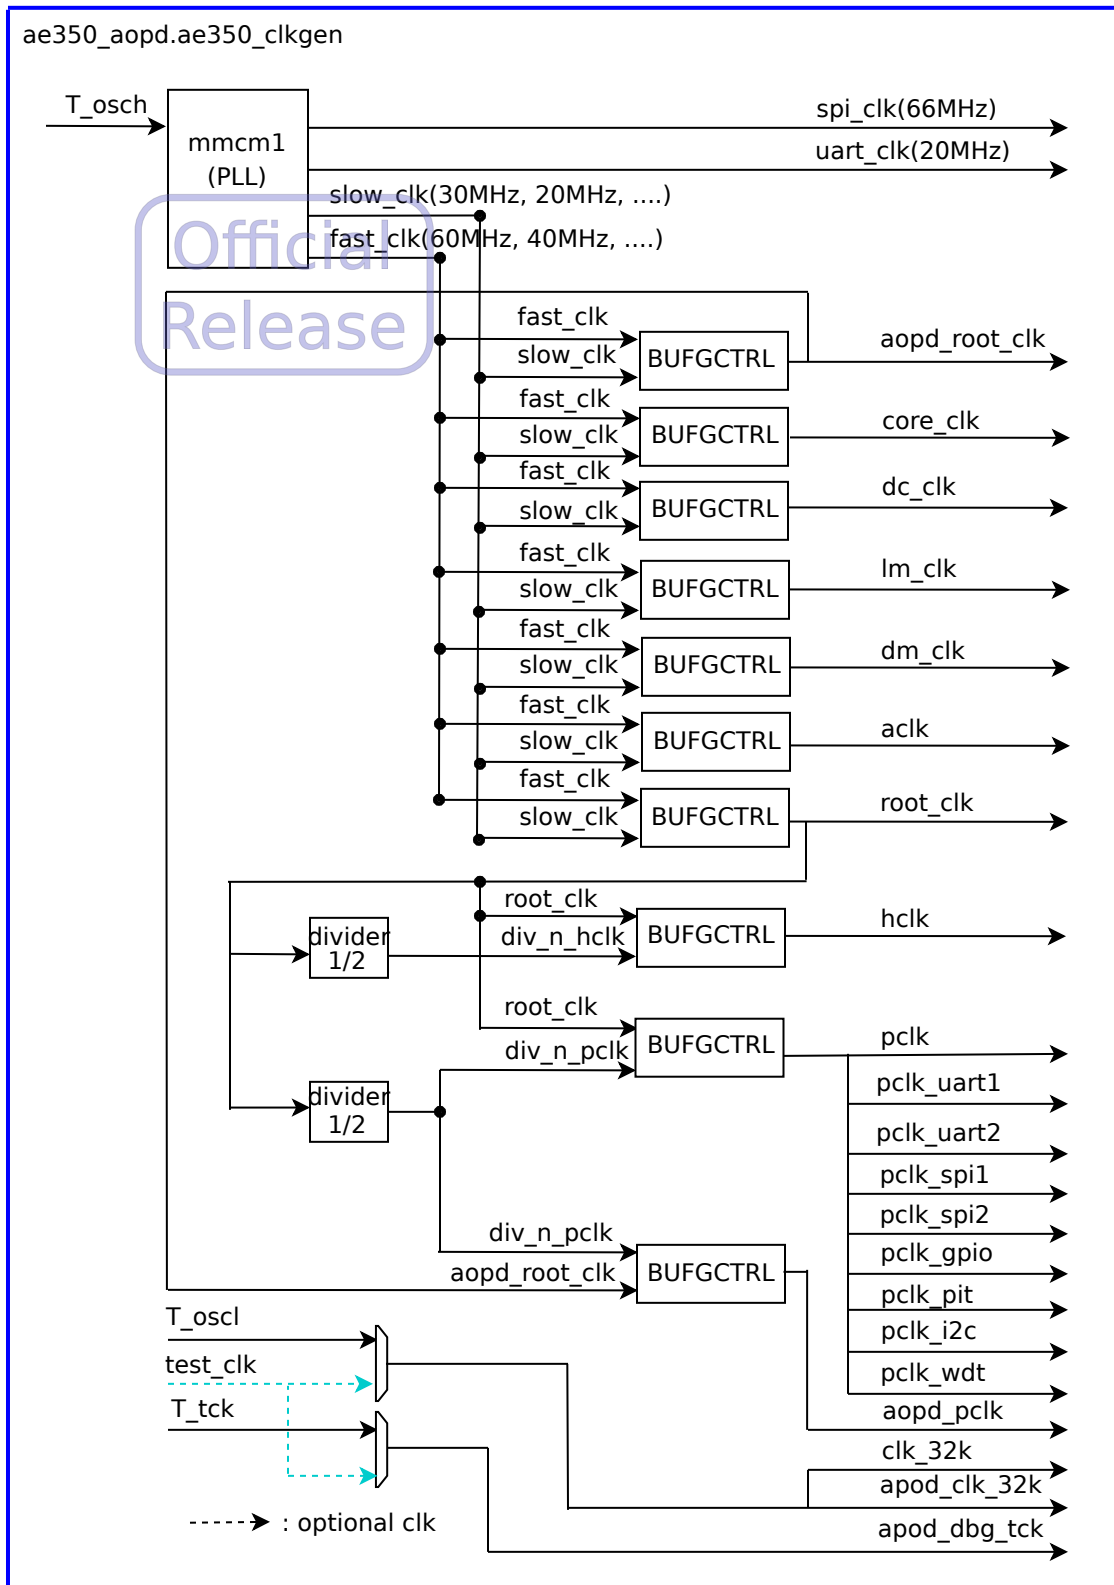 ae350_aopd.ae350_clkgen
T_osch
mmcm1
(PLL)
spi_clk(66MHz)
uart_clk(20MHz)
slow_clk(30MHz, 20MHz, ....)
fast_clk(60MHz, 40MHz, ....)
Official
Release
fast_clk
slow_clk
BUFGCTRL
aopd_root_clk
fast_clk
slow_clk
BUFGCTRL
core_clk
fast_clk
slow_clk
BUFGCTRL
dc_clk
fast_clk
slow_clk
BUFGCTRL
lm_clk
fast_clk
slow_clk
BUFGCTRL
dm_clk
fast_clk
slow_clk
BUFGCTRL
aclk
fast_clk
slow_clk
BUFGCTRL
root_clk
divider
1/2
root_clk
div_n_hclk
BUFGCTRL
hclk
root_clk
div_n_pclk
BUFGCTRL
pclk
divider
1/2
pclk_uart1
pclk_uart2
pclk_spi1
pclk_spi2
pclk_gpio
pclk_pit
pclk_i2c
pclk_wdt
div_n_pclk
aopd_root_clk
BUFGCTRL
aopd_pclk
T_oscl
test_clk
T_tck
clk_32k
apod_clk_32k
apod_dbg_tck
: optional clk